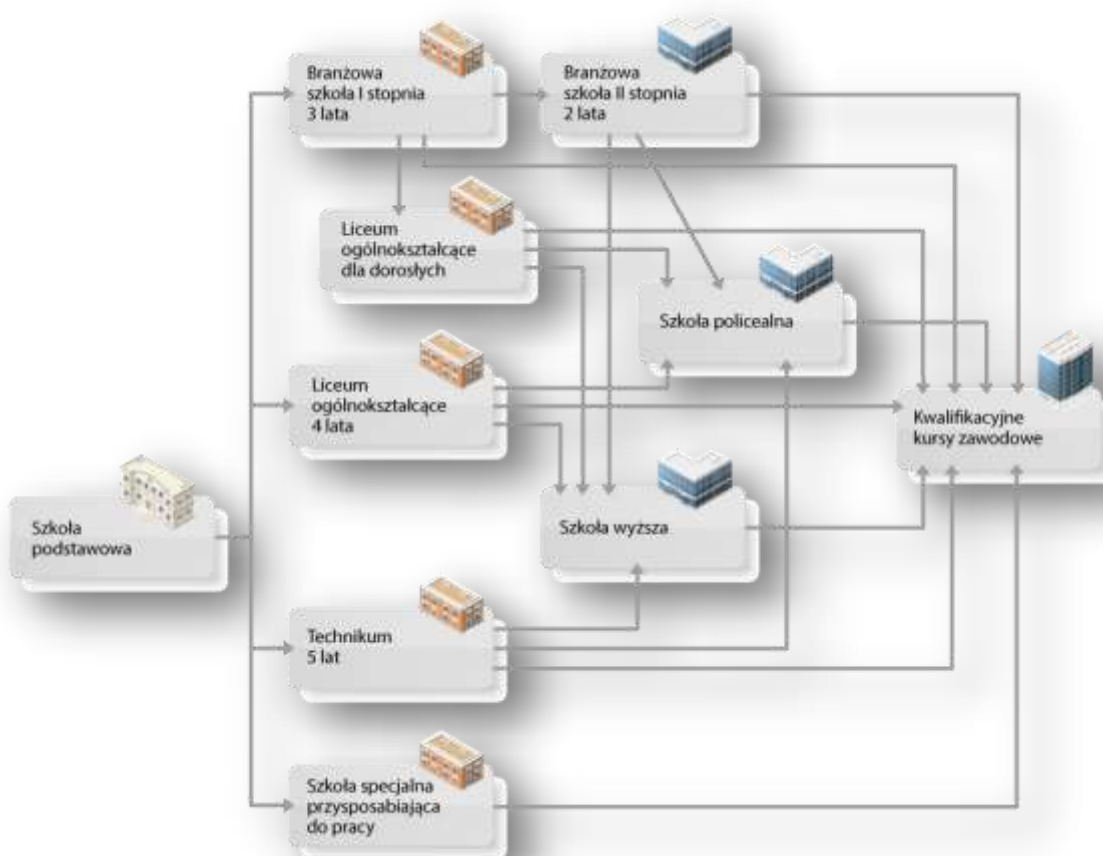 Branżowa
szkoła I stopnia
3 lata
Branżowa
szkoła II stopnia
2 lata
Liceum
ogólnokształcące
dla dorosłych
Szkoła policealna
Liceum
ogólnokształcące
4 lata
Kwalifikacyjne
kursy zawodowe
Szkoła
podstawowa
Szkoła wyższa
Technikum
5 lat
Szkoła specjalna
przysposabiająca
do pracy